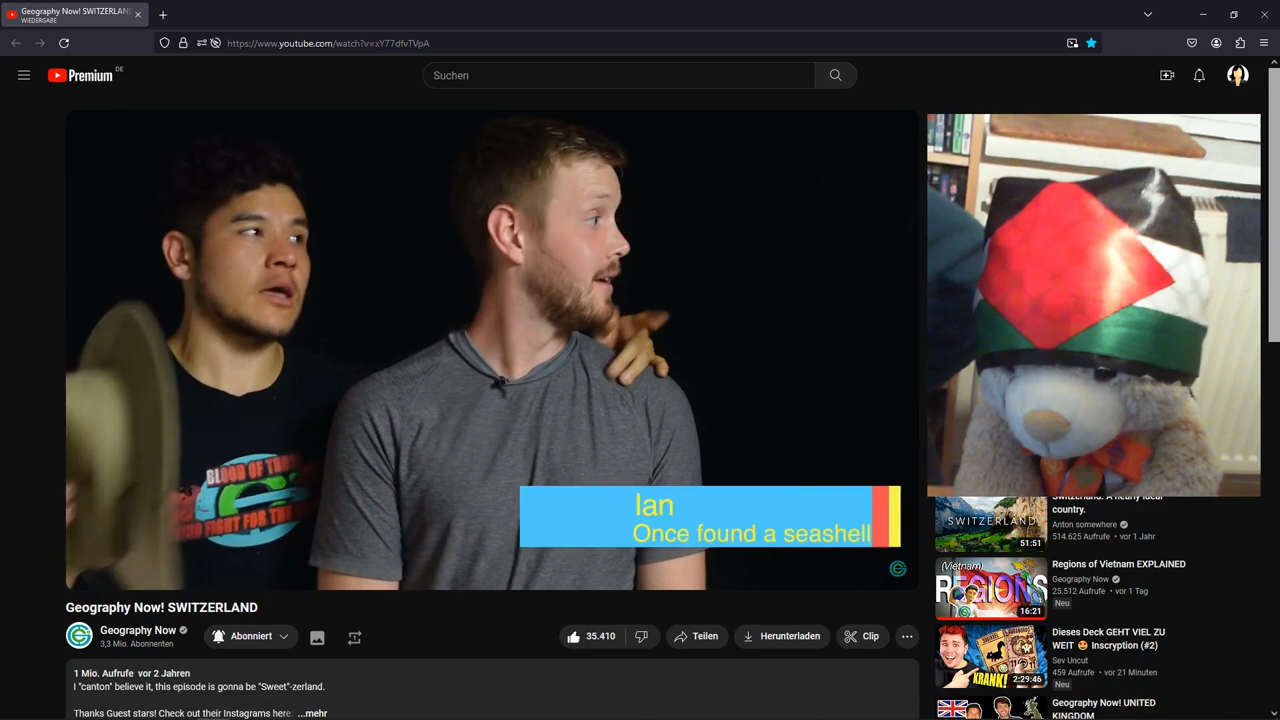 Geography Now! SWITZERLAND
WIEDERGABE
https://www.youtube.com/watch?v=xY77dfvTVpA
Premium DE
Suchen
BLOOD OF
FIGHT FOR THE
Ian
Once found a seashell
Geography Now! SWITZERLAND
Geography Now
3,3 Mio. Abonnenten
Abonniert
35.410
Teilen
Herunterladen
Clip
1 Mio. Aufrufe vor 2 Jahren
I "canton" believe it, this episode is gonna be "Sweet"-zerland.
Thanks Guest stars! Check out their Instagrams here: ...mehr
SWITZERLAND
51:51
Switzerland: A nearly ideal
country.
Anton somewhere
514.625 Aufrufe • vor 1 Jahr
(Vietnam)
REGIONS
16:21
Regions of Vietnam EXPLAINED
Geography Now
25.512 Aufrufe • vor 1 Tag
Neu
KRANK!
2:29:46
Dieses Deck GEHT VIEL ZU
WEIT 🤩 Inscryption (#2)
Sev Uncut
459 Aufrufe • vor 21 Minuten
Neu
Geography Now! UNITED
KINGDOM